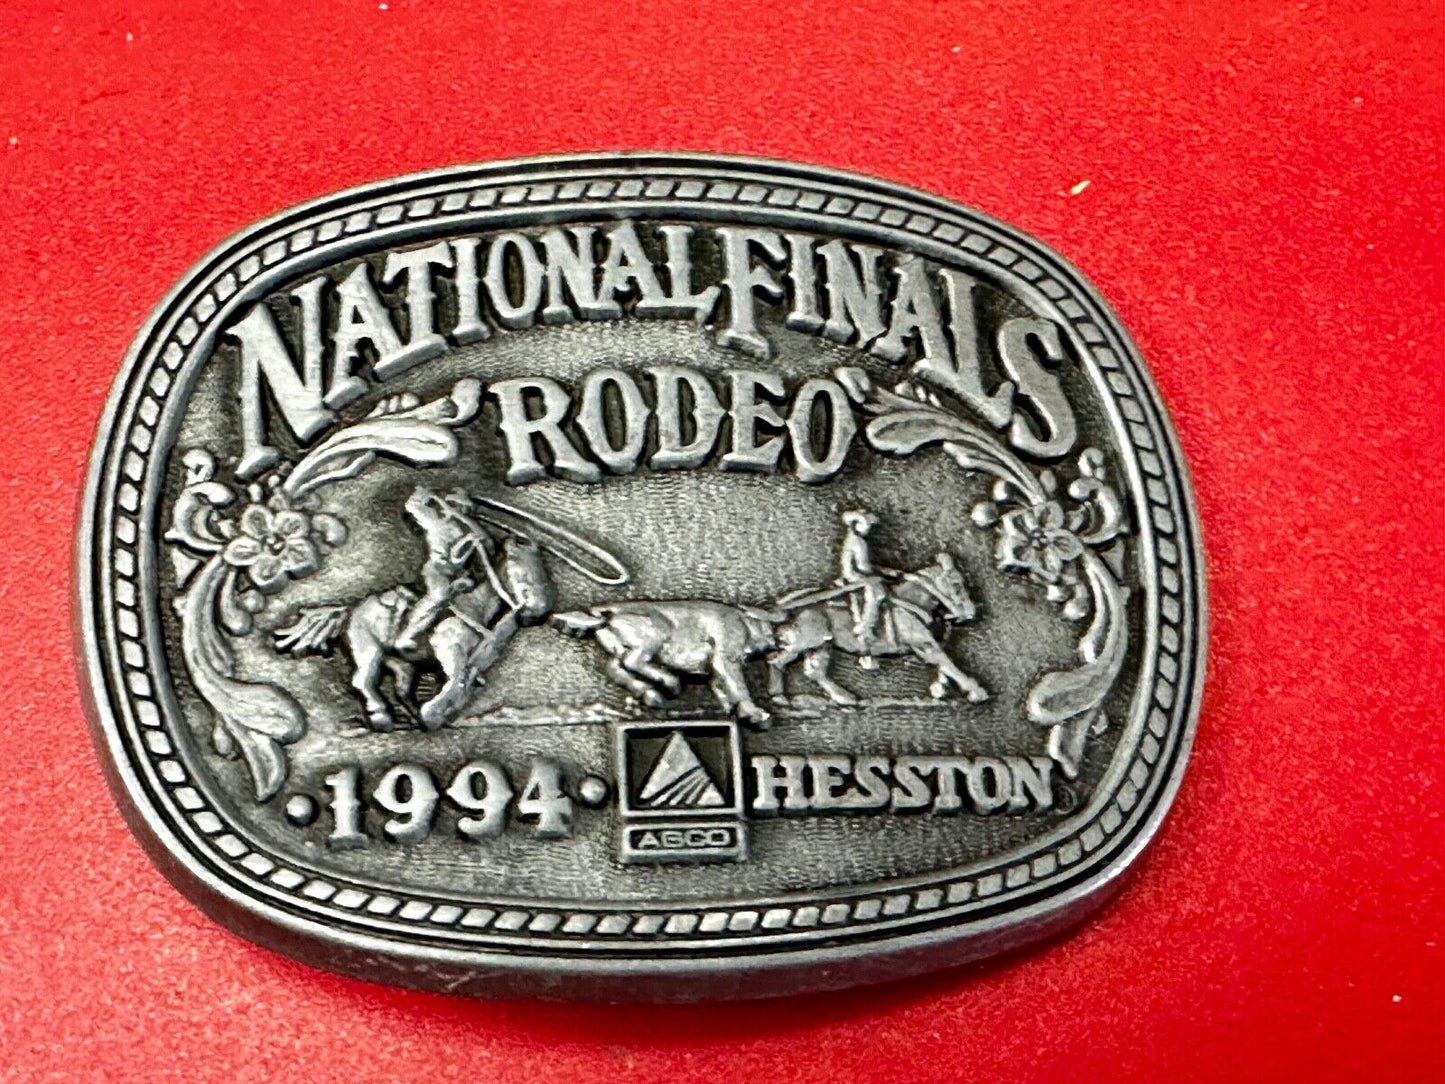 NATIONAL FINALS
RODEO
·1994·
HESSTON®
AGCO